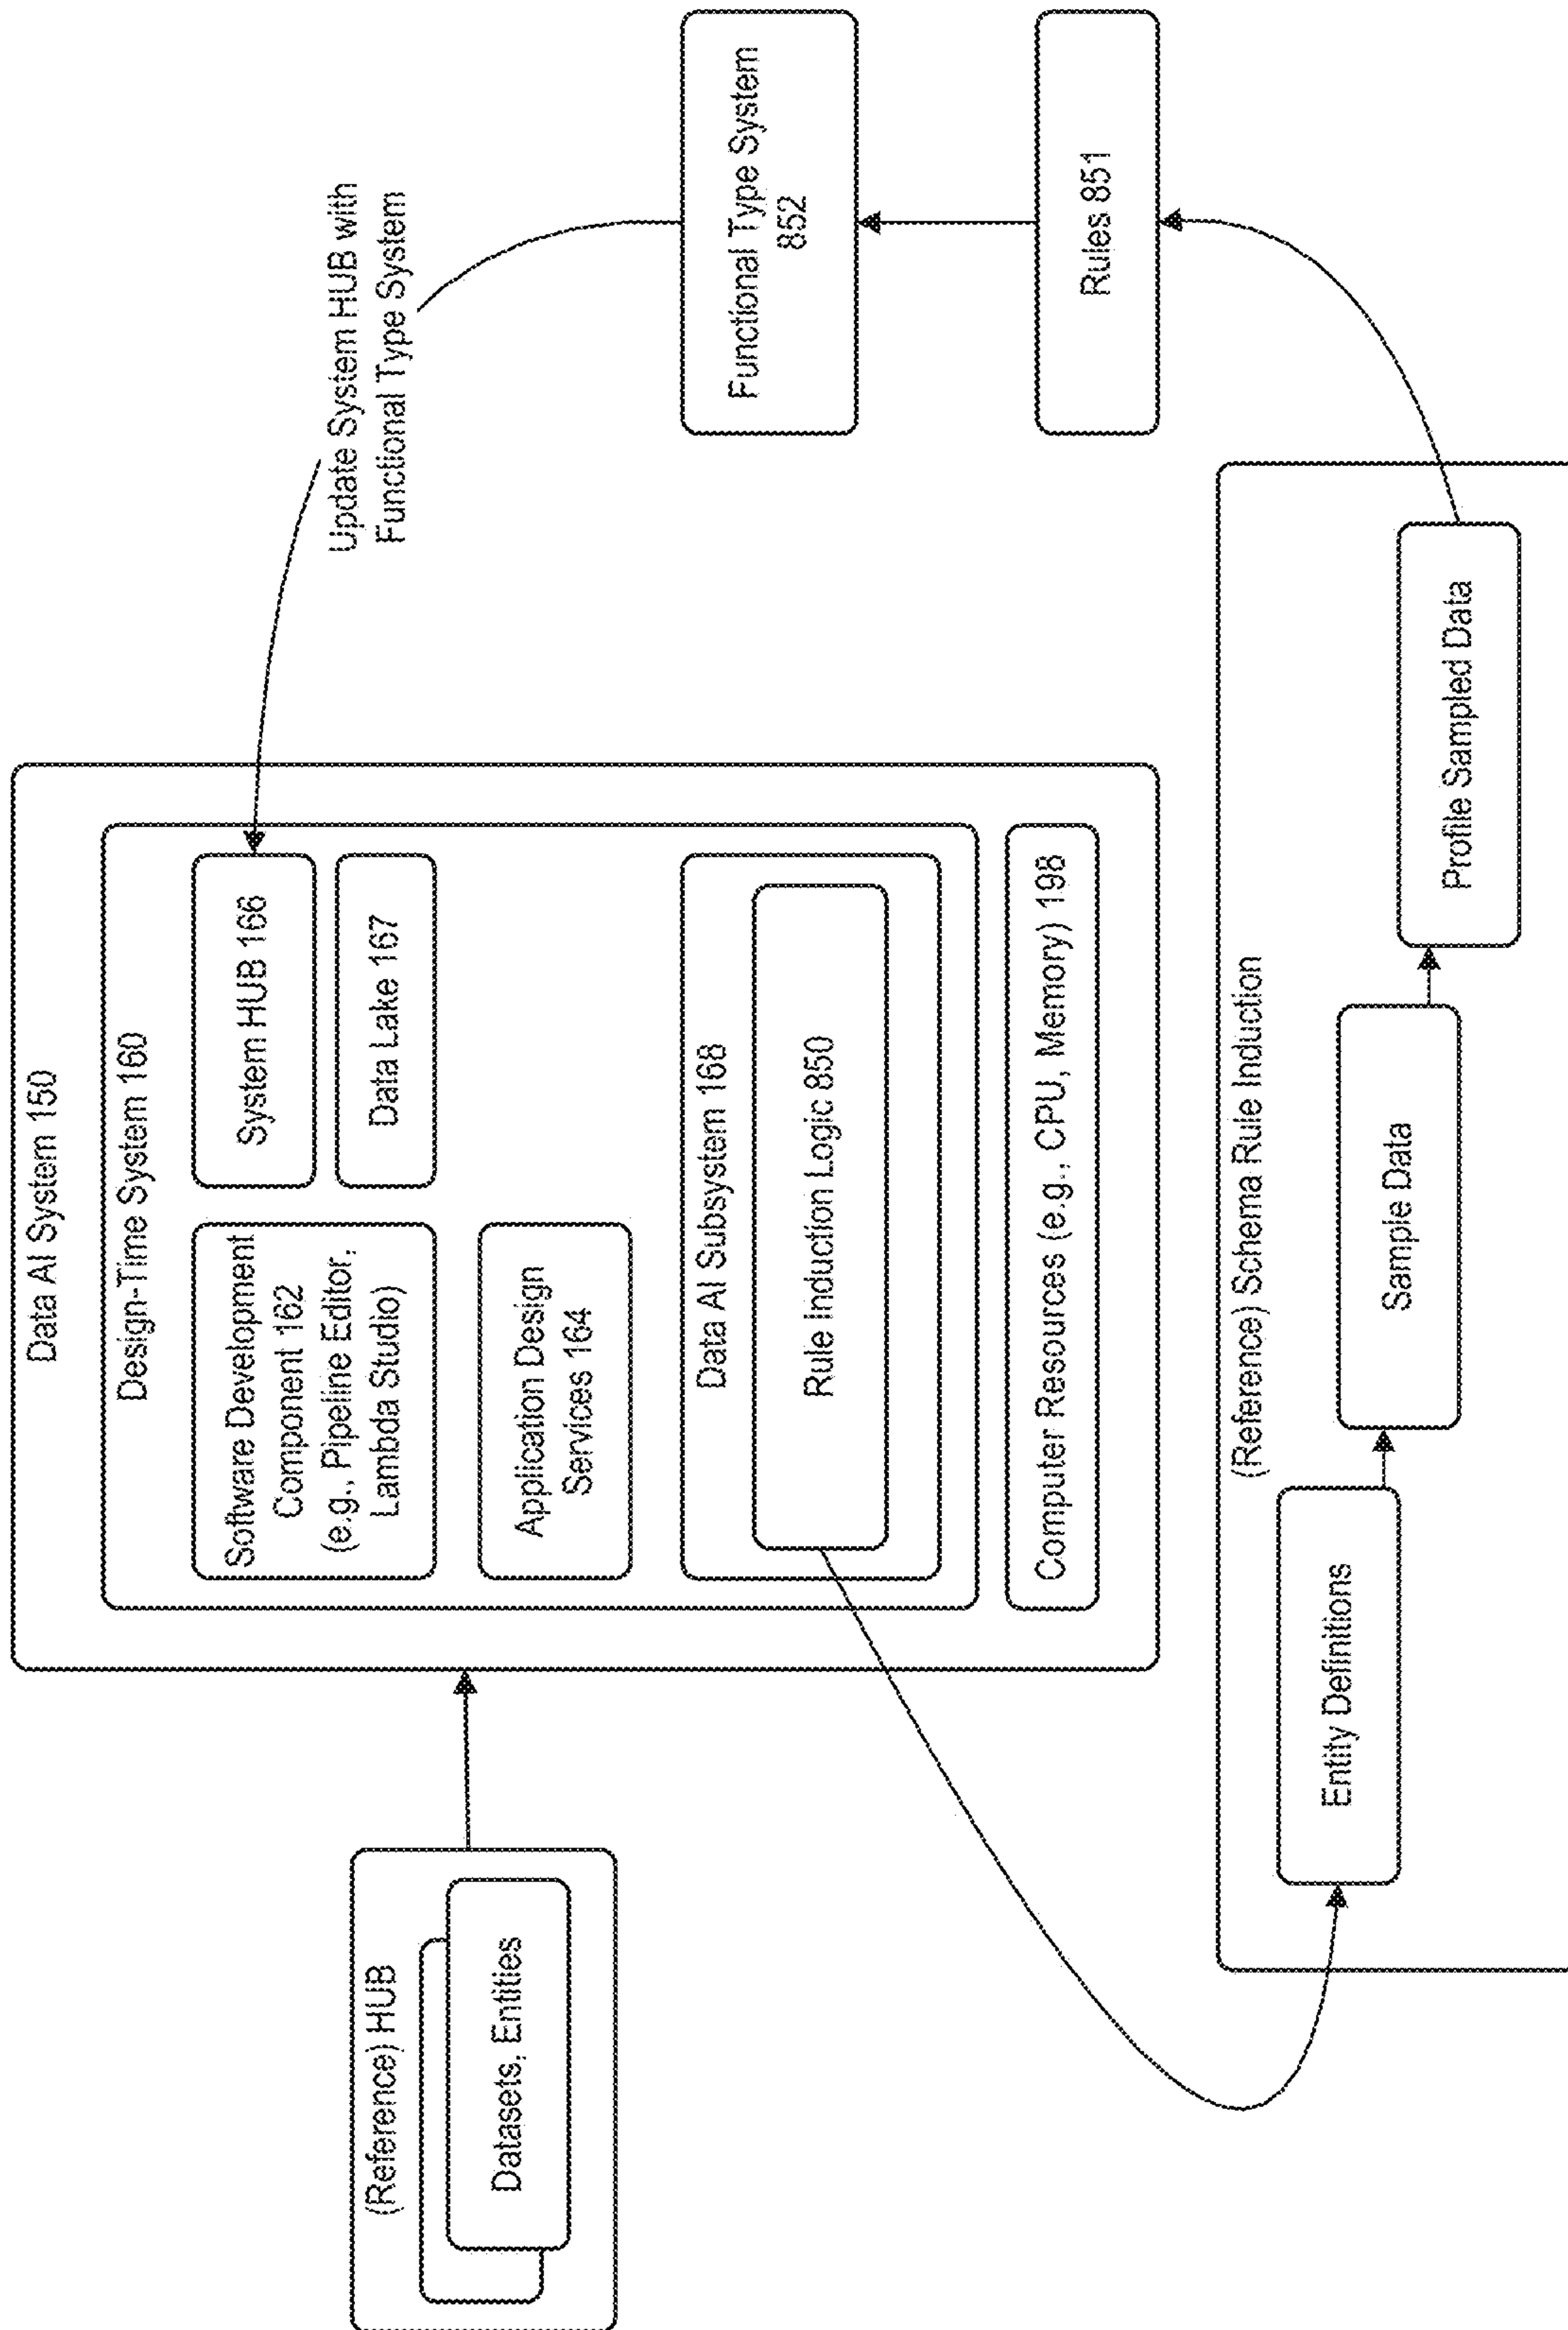 (Reference) HUB
Datasets, Entities
Data AI System 150
Design-Time System 160
Software Development
Component 162
(e.g., Pipeline Editor,
Lambda Studio)
System HUB 166
Data Lake 167
Application Design
Services 164
Data AI Subsystem 168
Rule Induction Logic 850
Computer Resources (e.g., CPU, Memory) 198
Update System HUB with
Functional Type System
Functional Type System
852
Rules 851
(Reference) Schema Rule Induction
Entity Definitions
Sample Data
Profile Sampled Data